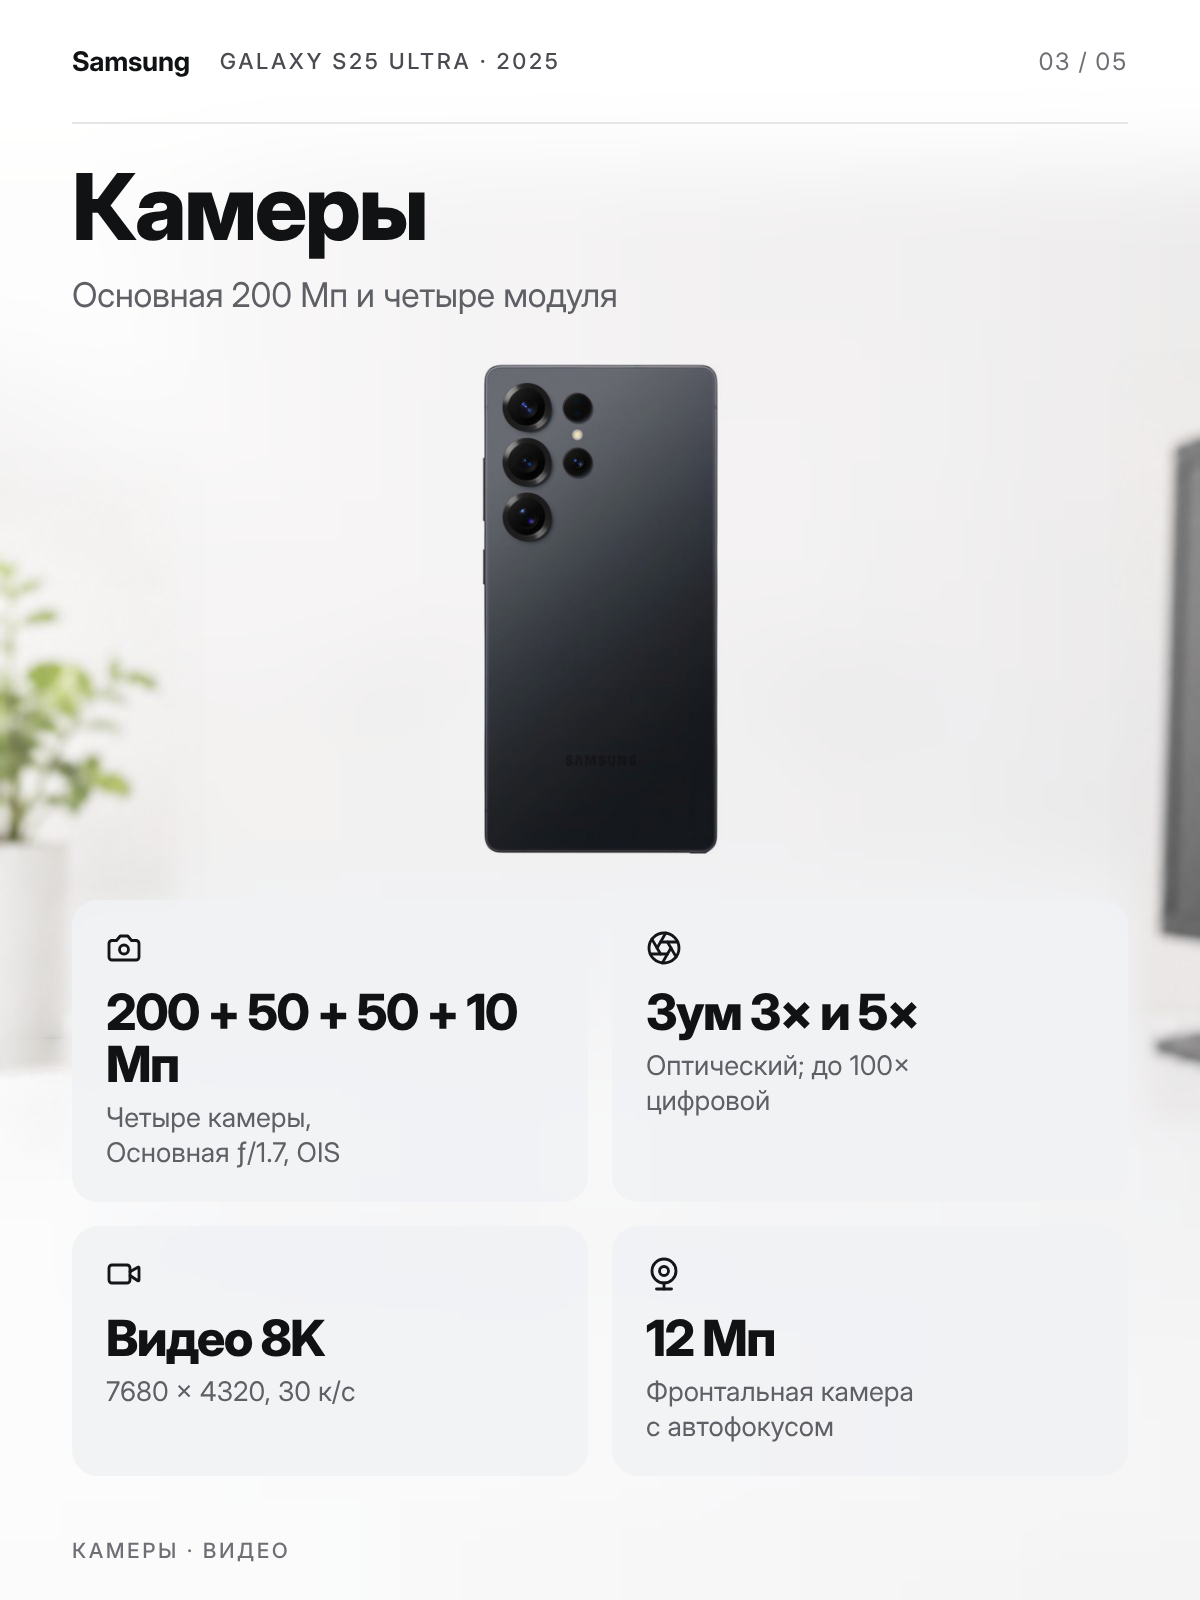 Samsung GALAXY S25 ULTRA · 2025 03 / 05
Камеры
Основная 200 Мп и четыре модуля
SAMSUNG
200 + 50 + 50 + 10
Мп
Четыре камеры,
Основная ƒ/1.7, OIS
Зум 3× и 5×
Оптический; до 100×
цифровой
Видео 8K
7680 × 4320, 30 к/с
12 Мп
Фронтальная камера
с автофокусом
КАМЕРЫ · ВИДЕО